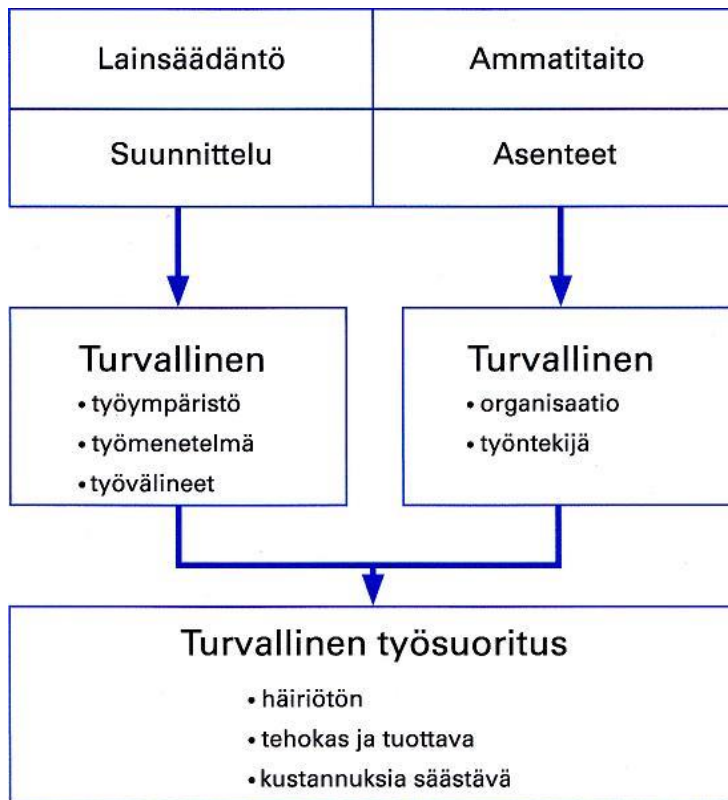 Lainsäädäntö
Ammatitaito
Suunnittelu
Asenteet
Turvallinen
• työympäristö
• työmenetelmä
• työvälineet
Turvallinen
• organisaatio
• työntekijä
Turvallinen työsuoritus
• häiriötön
• tehokas ja tuottava
• kustannuksia säästävä